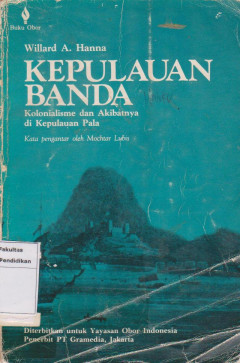 Buku Obor
Willard A. Hanna
KEPULAUAN
BANDA
Kolonialisme dan Akibatnya
di Kepulauan Pala
Kata pengantar oleh Mochtar Lubis
Fakultas
Pendidikan
Diterbitkan untuk Yayasan Obor Indonesia
Penerbit PT Gramedia, Jakarta